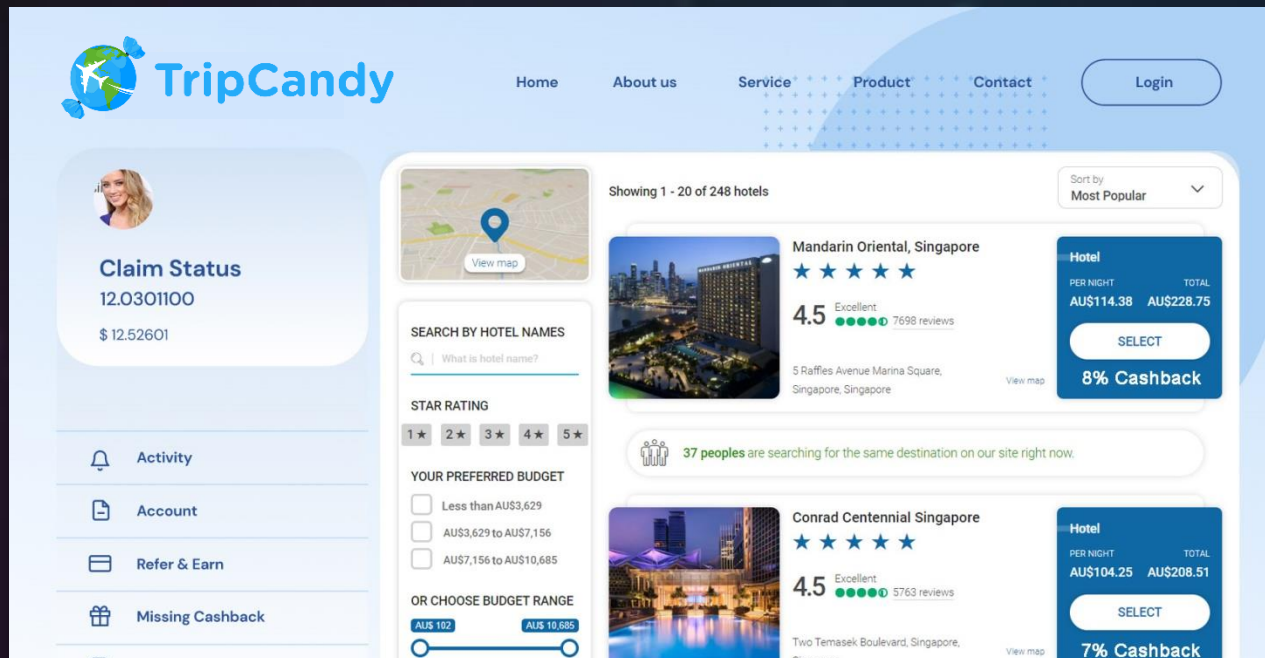 TripCandy
Home
About us
Service
Product
Contact
Login
Claim Status
12.0301100
$ 12.52601
Activity
Account
Refer & Earn
Missing Cashback
View map
SEARCH BY HOTEL NAMES
What is hotel name?
STAR RATING
1★ 2★ 3★ 4★ 5★
YOUR PREFERRED BUDGET
Less than AU$3,629
AU$3,629 to AU$7,156
AU$7,156 to AU$10,685
OR CHOOSE BUDGET RANGE
AU$ 102
AU$ 10,685
Showing 1 - 20 of 248 hotels
Sort by
Most Popular
MANDARIN ORIENTAL
Mandarin Oriental, Singapore
4.5
Excellent
7698 reviews
5 Raffles Avenue Marina Square,
Singapore, Singapore
View map
Hotel
PER NIGHT TOTAL
AU$114.38 AU$228.75
SELECT
8% Cashback
37 peoples are searching for the same destination on our site right now.
Conrad Centennial Singapore
4.5
Excellent
5763 reviews
Two Temasek Boulevard, Singapore,
View map
Hotel
PER NIGHT TOTAL
AU$104.25 AU$208.51
SELECT
7% Cashback